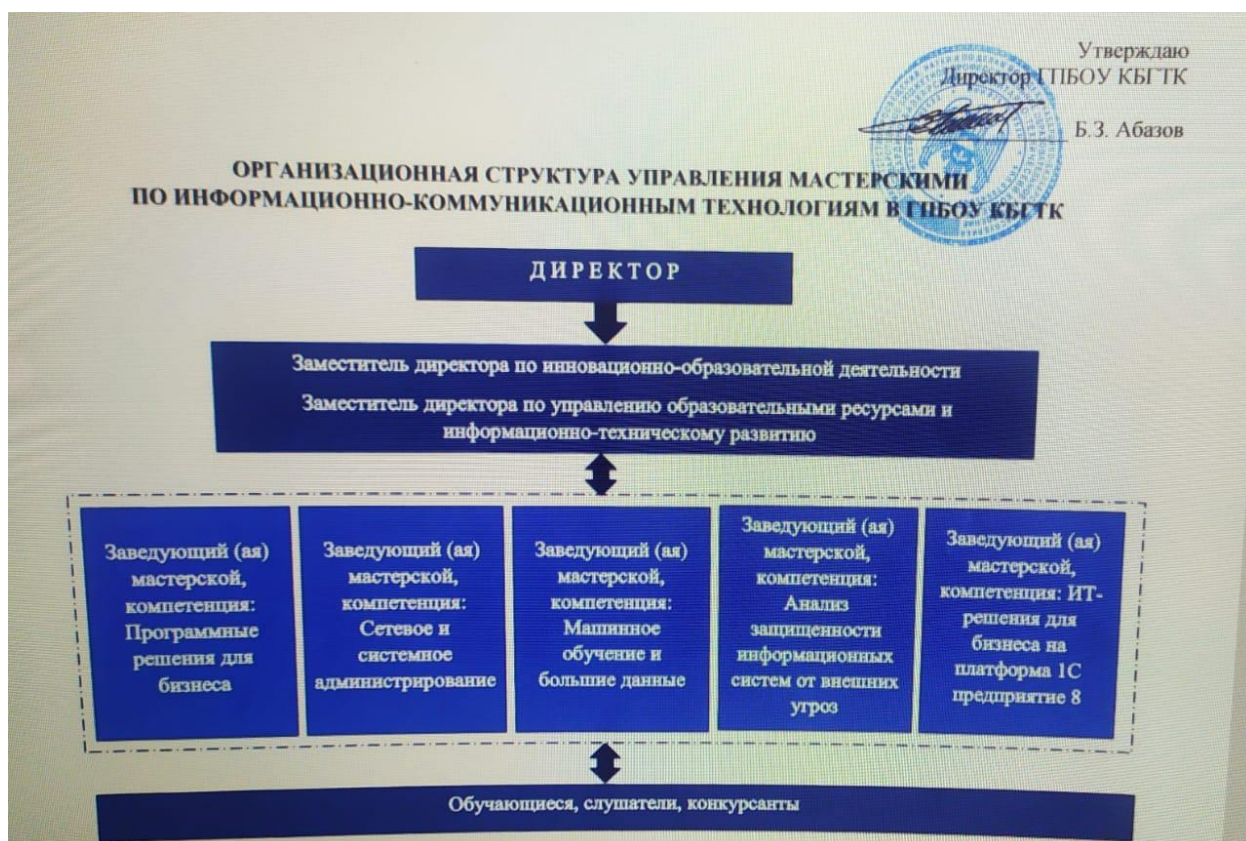 Утверждаю
Директор ГПБОУ КБГТК
Б.З. Абазов
ОРГАНИЗАЦИОННАЯ СТРУКТУРА УПРАВЛЕНИЯ МАСТЕРСКИМИ
ПО ИНФОРМАЦИОННО-КОММУНИКАЦИОННЫМ ТЕХНОЛОГИЯМ В ГПБОУ КБГТК
ДИРЕКТОР
Заместитель директора по инновационно-образовательной деятельности
Заместитель директора по управлению образовательными ресурсами и
информационно-техническому развитию
Заведующий (ая)
мастерской,
компетенция:
Программные
решения для
бизнеса
Заведующий (ая)
мастерской,
компетенция:
Сетевое и
системное
администрирование
Заведующий (ая)
мастерской,
компетенция:
Машинное
обучение и
большие данные
Заведующий (ая)
мастерской,
компетенция:
Анализ
защищенности
информационных
систем от внешних
угроз
Заведующий (ая)
мастерской,
компетенция: ИТ-
решения для
бизнеса на
платформа 1С
предприятие 8
Обучающиеся, слушатели, конкурсанты